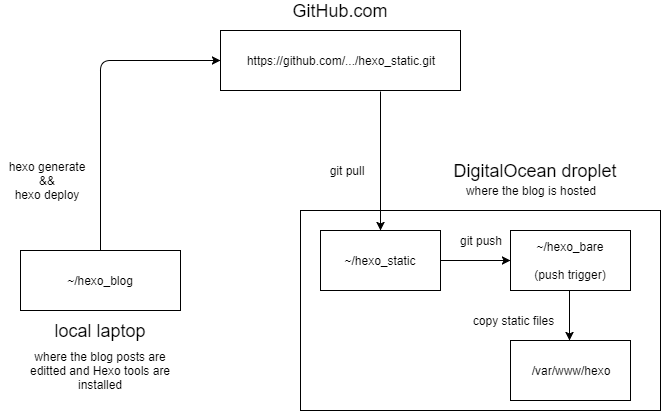 GitHub.com
https://github.com/.../hexo_static.git
hexo generate
&&
hexo deploy
git pull
DigitalOcean droplet
where the blog is hosted
~/hexo_blog
~/hexo_static
git push
~/hexo_bare
(push trigger)
local laptop
copy static files
where the blog posts are
editted and Hexo tools are
installed
/var/www/hexo